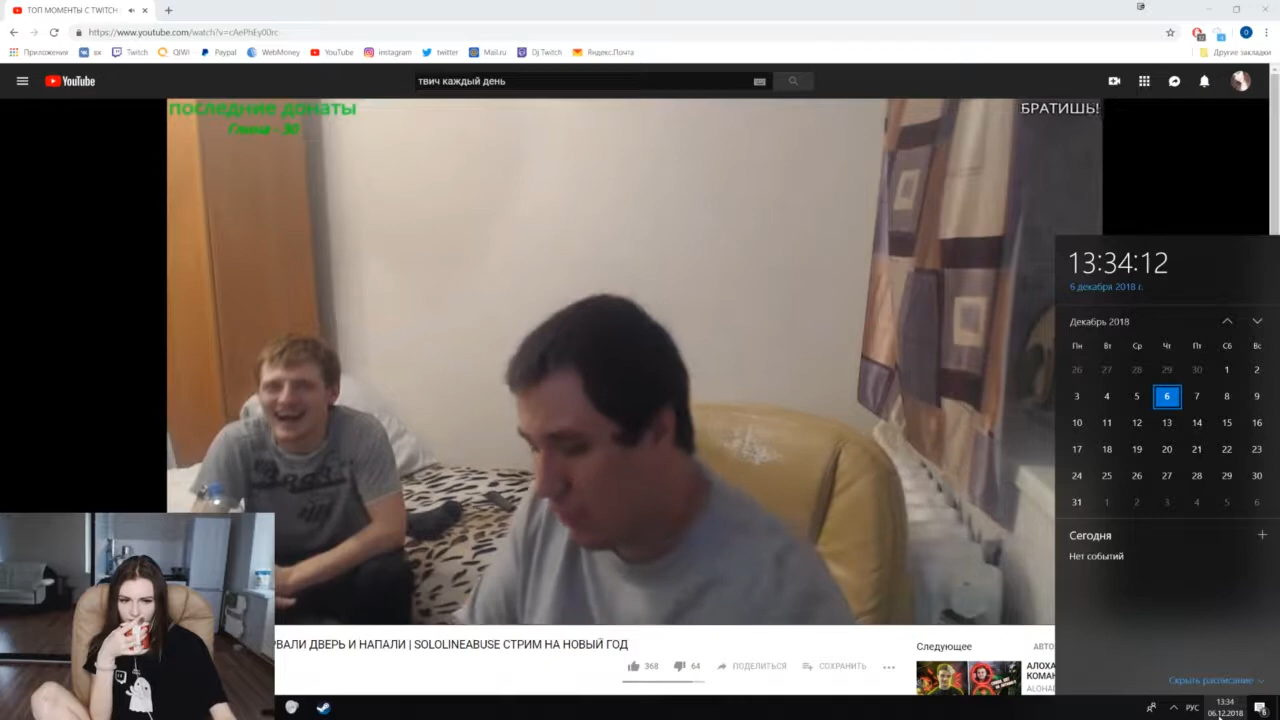 ТОП МОМЕНТЫ С TWITCH
https://www.youtube.com/watch?v=cAePhEy00rc
Приложения вк Twitch QIWI Paypal WebMoney YouTube instagram twitter Mail.ru Dj Twitch Яндекс.Почта Другие закладки
YouTube твич каждый день
последние донаты
Глина - 30
БРАТИШЬ!
13:34:12
6 декабря 2018 г.
Декабрь 2018
Пн Вт Ср Чт Пт Сб Вс
26 27 28 29 30 1 2
3 4 5 6 7 8 9
10 11 12 13 14 15 16
17 18 19 20 21 22 23
24 25 26 27 28 29 30
31 1 2 3 4 5 6
Сегодня
Нет событий
РВАЛИ ДВЕРЬ И НАПАЛИ | SOLOLINEABUSE СТРИМ НА НОВЫЙ ГОД
368 64 ПОДЕЛИТЬСЯ СОХРАНИТЬ
Следующее АВТО
АЛОХА
КОМАН
ALOHA
Скрыть расписание
РУС
13:34
06.12.2018